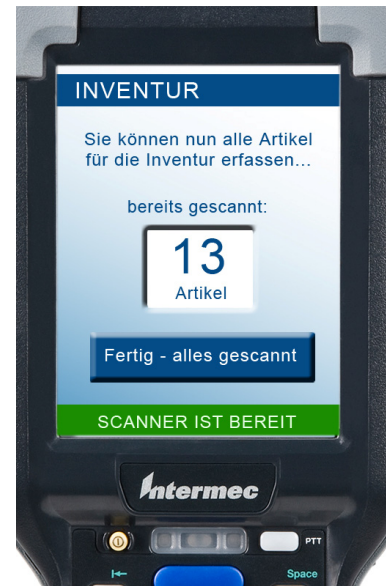 INVENTUR
Sie können nun alle Artikel
für die Inventur erfassen...
bereits gescannt:
13
Artikel
Fertig - alles gescannt
SCANNER IST BEREIT
Intermec
PTT
Space